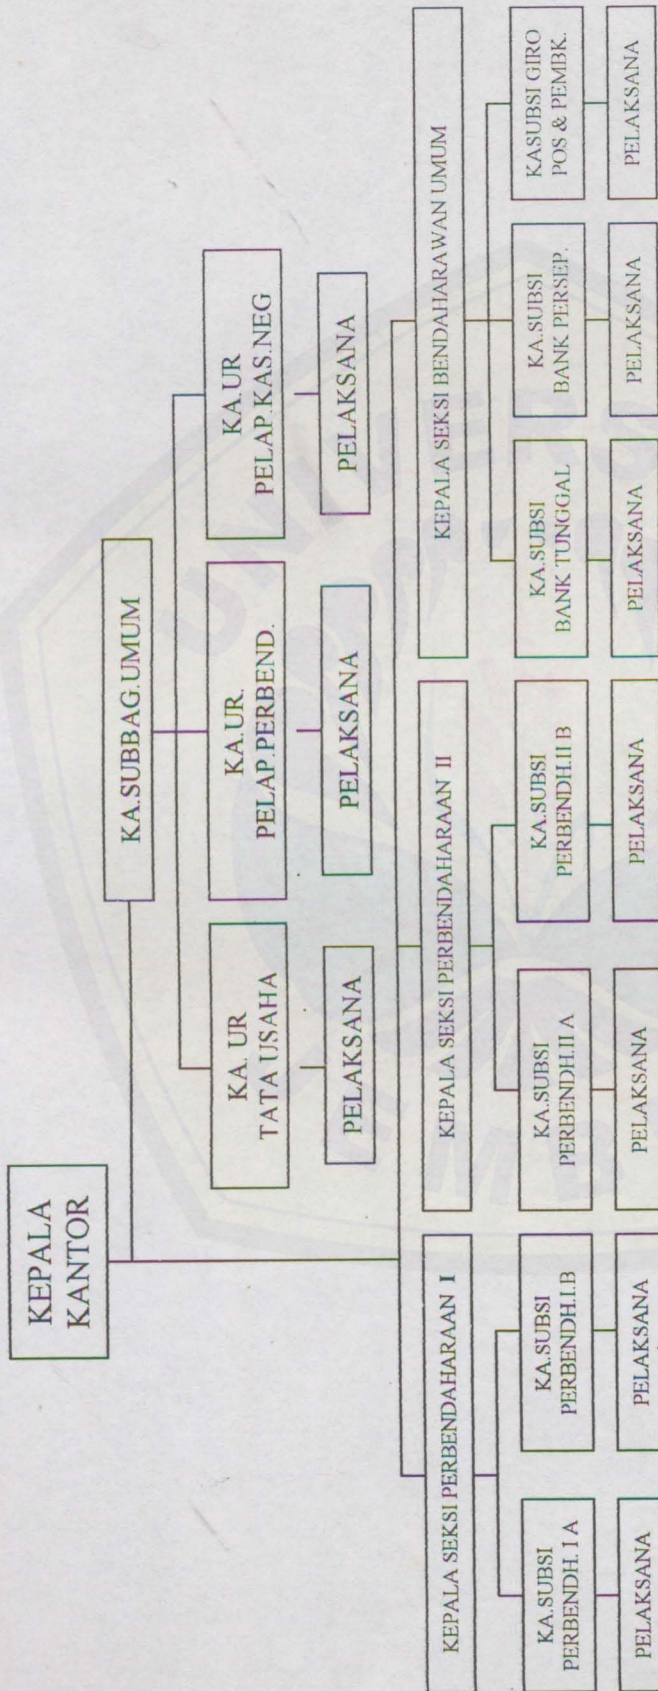 KEPALA
KANTOR
KA.SUBBAG.UMUM
KA. UR
TATA USAHA
KA.UR.
PELAP.PERBEND.
KA.UR
PELAP.KAS.NEG
PELAKSANA
PELAKSANA
PELAKSANA
KEPALA SEKSI PERBENDAHARAAN I
KEPALA SEKSI PERBENDAHARAAN II
KEPALA SEKSI BENDAHARAWAN UMUM
KA.SUBSI
PERBENDH. I A
KA.SUBSI
PERBENDH.I.B
KA.SUBSI
PERBENDH.II A
KA.SUBSI
PERBENDH.II B
KA.SUBSI
BANK TUNGGAL
KA.SUBSI
BANK PERSEP.
KASUBSI GIRO
POS & PEMBK.
PELAKSANA
PELAKSANA
PELAKSANA
PELAKSANA
PELAKSANA
PELAKSANA
PELAKSANA